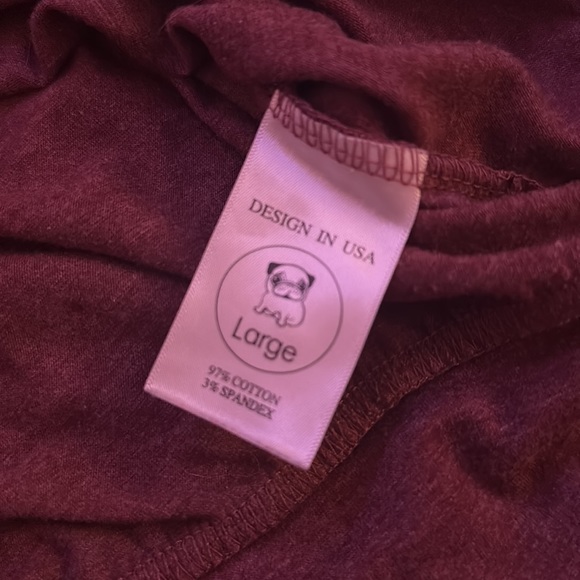 DESIGN IN USA
Large
97% COTTON
3% SPANDEX